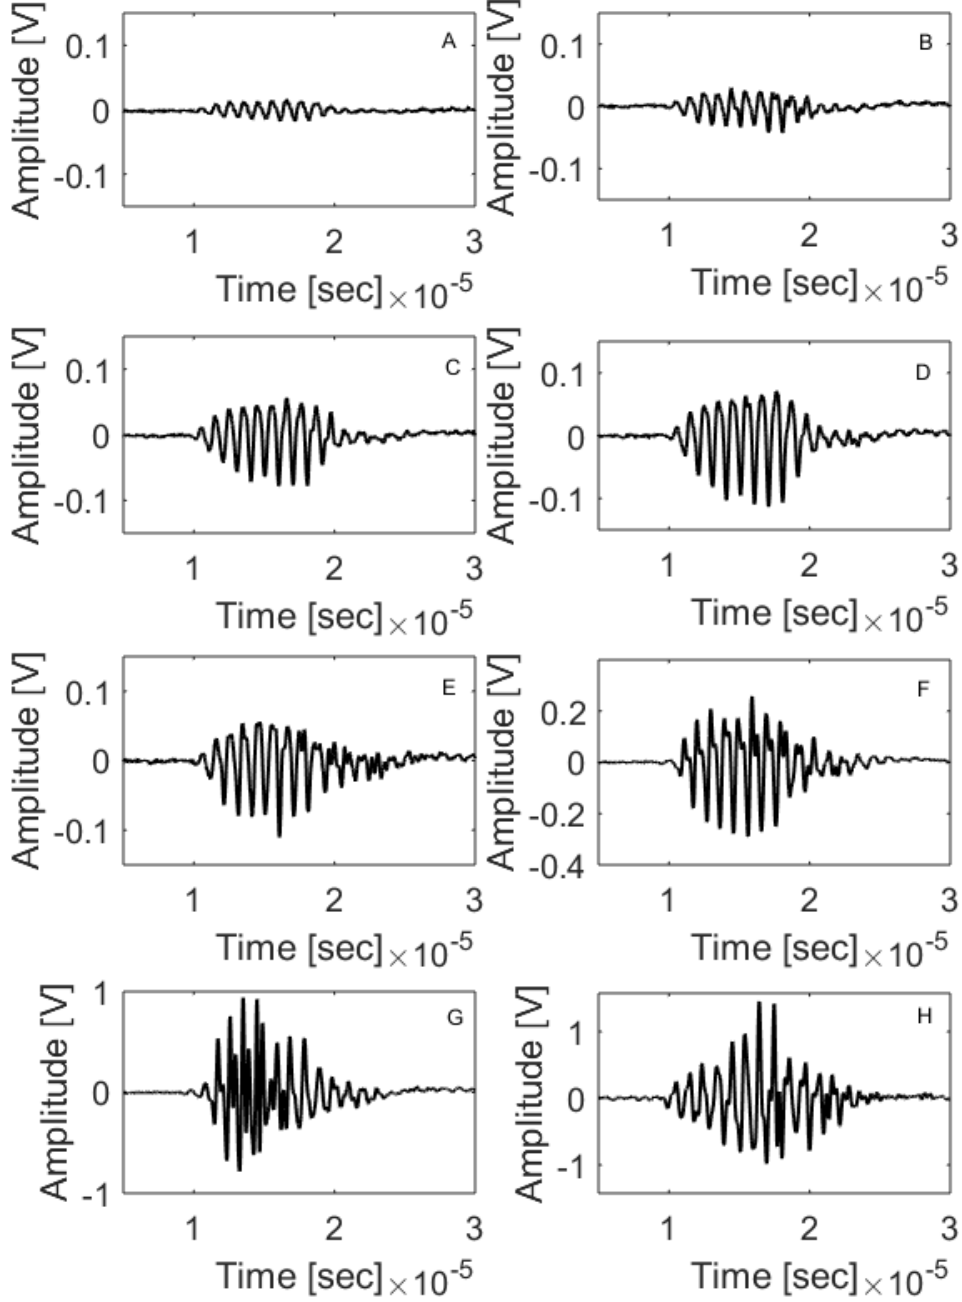 Amplitude [V]
0.1
0
-0.1
A
1 2 3
Time [sec] ×10-5
Amplitude [V]
0.1
0
-0.1
B
1 2 3
Time [sec] ×10-5
Amplitude [V]
0.1
0
-0.1
C
1 2 3
Time [sec] ×10-5
Amplitude [V]
0.1
0
-0.1
D
1 2 3
Time [sec] ×10-5
Amplitude [V]
0.1
0
-0.1
E
1 2 3
Time [sec] ×10-5
Amplitude [V]
0.2
0
-0.2
-0.4
F
1 2 3
Time [sec] ×10-5
Amplitude [V]
1
0
-1
G
1 2 3
Time [sec] ×10-5
Amplitude [V]
1
0
-1
H
1 2 3
Time [sec] ×10-5